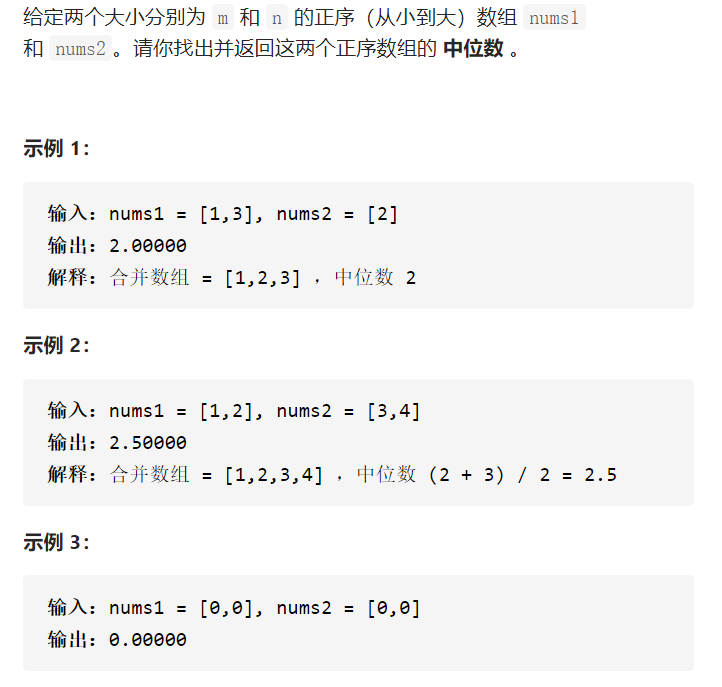 给定两个大小分别为 m 和 n 的正序（从小到大）数组 nums1
和 nums2。请你找出并返回这两个正序数组的 中位数 。
示例 1：
输入：nums1 = [1,3], nums2 = [2]
输出：2.00000
解释：合并数组 = [1,2,3] ，中位数 2
示例 2：
输入：nums1 = [1,2], nums2 = [3,4]
输出：2.50000
解释：合并数组 = [1,2,3,4] ，中位数 (2 + 3) / 2 = 2.5
示例 3：
输入：nums1 = [0,0], nums2 = [0,0]
输出：0.00000